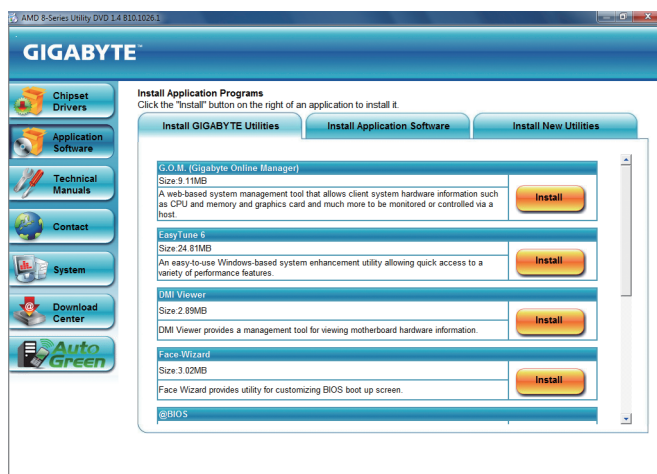 AMD 8-Series Utility DVD 1.4 B10.1026.1
GIGABYTE™
Chipset
Drivers
Application
Software
Technical
Manuals
Contact
System
Download
Center
Auto
Green
Install Application Programs
Click the "Install" button on the right of an application to install it.
Install GIGABYTE Utilities
Install Application Software
Install New Utilities
G.O.M. (Gigabyte Online Manager)
Size:9.11MB
A web-based system management tool that allows client system hardware information such
as CPU and memory and graphics card and much more to be monitored or controlled via a
host.
Install
EasyTune 6
Size:24.81MB
An easy-to-use Windows-based system enhancement utility allowing quick access to a
variety of performance features.
Install
DMI Viewer
Size:2.89MB
DMI Viewer provides a management tool for viewing motherboard hardware information.
Install
Face-Wizard
Size:3.02MB
Face Wizard provides utility for customizing BIOS boot up screen.
Install
@BIOS